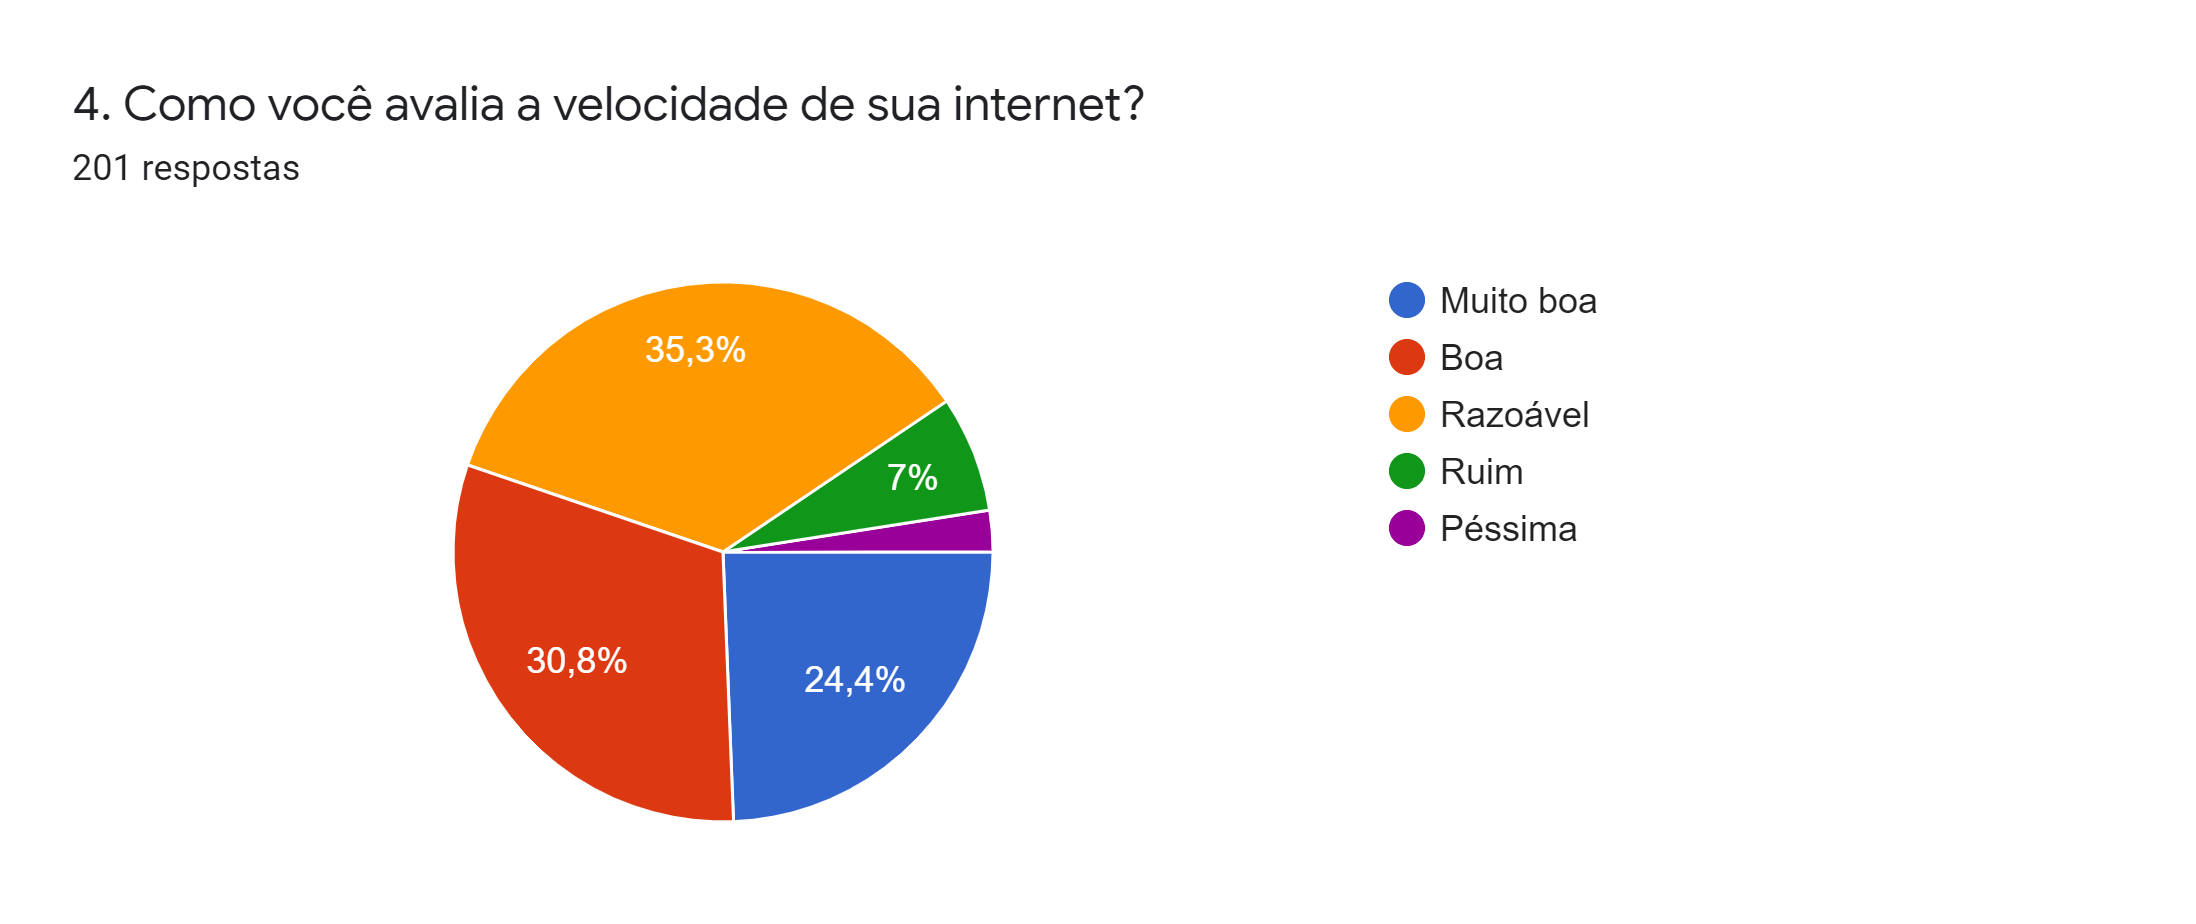 4. Como você avalia a velocidade de sua internet?
201 respostas
35,3%
7%
30,8%
24,4%
Muito boa
Boa
Razoável
Ruim
Péssima